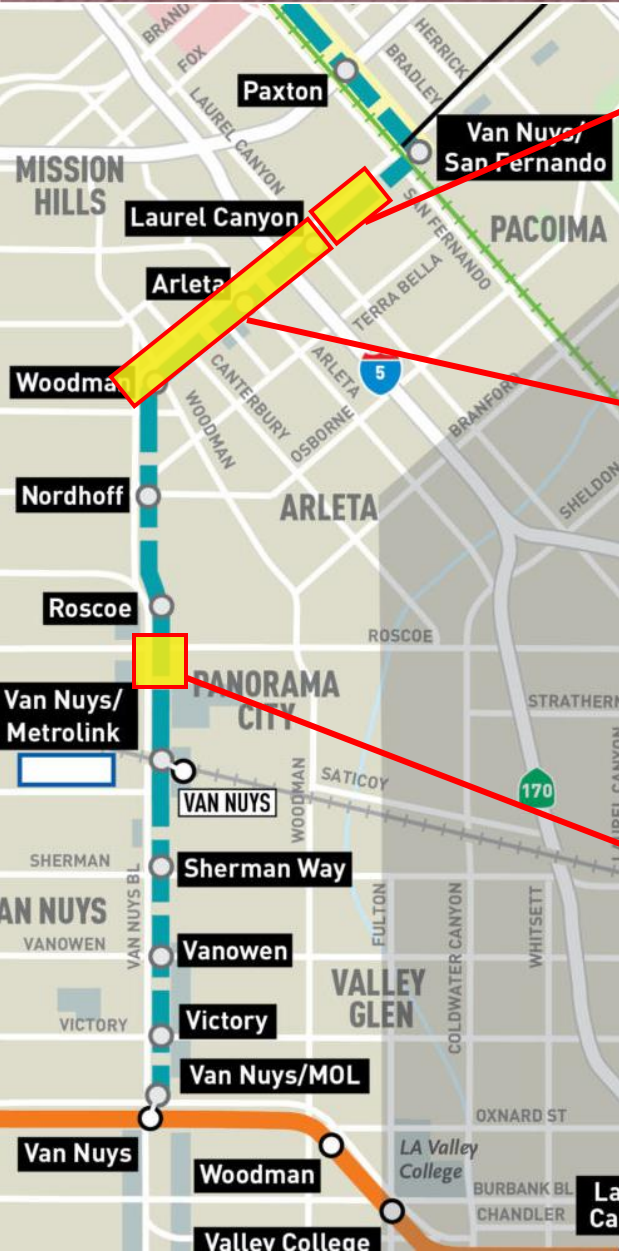 BRAND
FOX
HERRICK
BRADLEY
Paxton
LAUREL CANYON
Van Nuys/
San Fernando
MISSION
HILLS
Laurel Canyon
SAN FERNANDO
PACOIMA
Arleta
TERRA BELLA
5
Woodman
ARLETA
CANTERBURY
WOODMAN
OSBORNE
BRANFORD
SHELDON
Nordhoff
ARLETA
Roscoe
ROSCOE
PANORAMA
CITY
STRATHERN
Van Nuys/
Metrolink
VAN NUYS
WOODMAN
SATICOY
170
LAUREL CANYON
SHERMAN
VAN NUYS BL
Sherman Way
AN NUYS
VANOWEN
Vanowen
FULTON
COLDWATER CANYON
WHITSETT
VALLEY
GLEN
VICTORY
Victory
Van Nuys/MOL
OXNARD ST
Van Nuys
Woodman
LA Valley
College
BURBANK BL
CHANDLER
La
Ca
Valley College